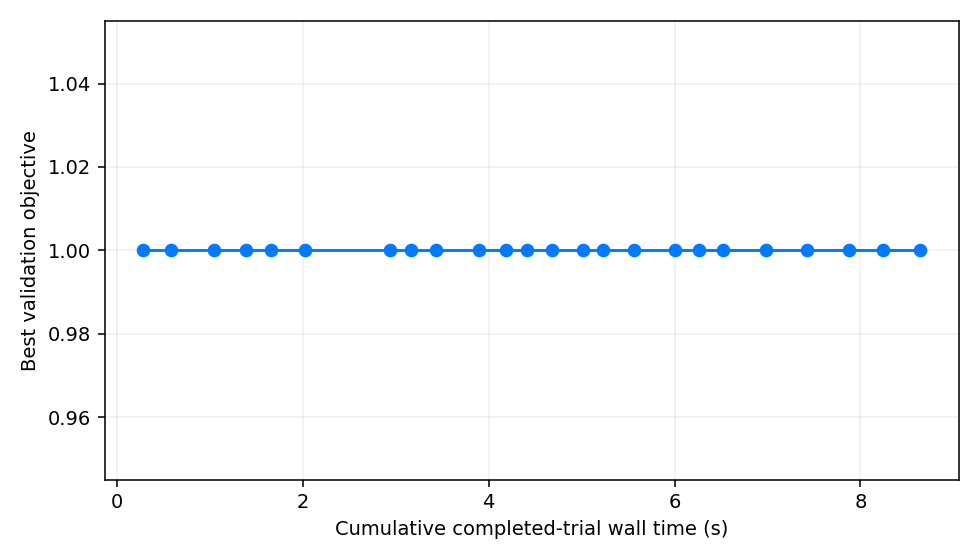 1.04
1.02
1.00
0.98
0.96
Best validation objective
0 2 4 6 8
Cumulative completed-trial wall time (s)